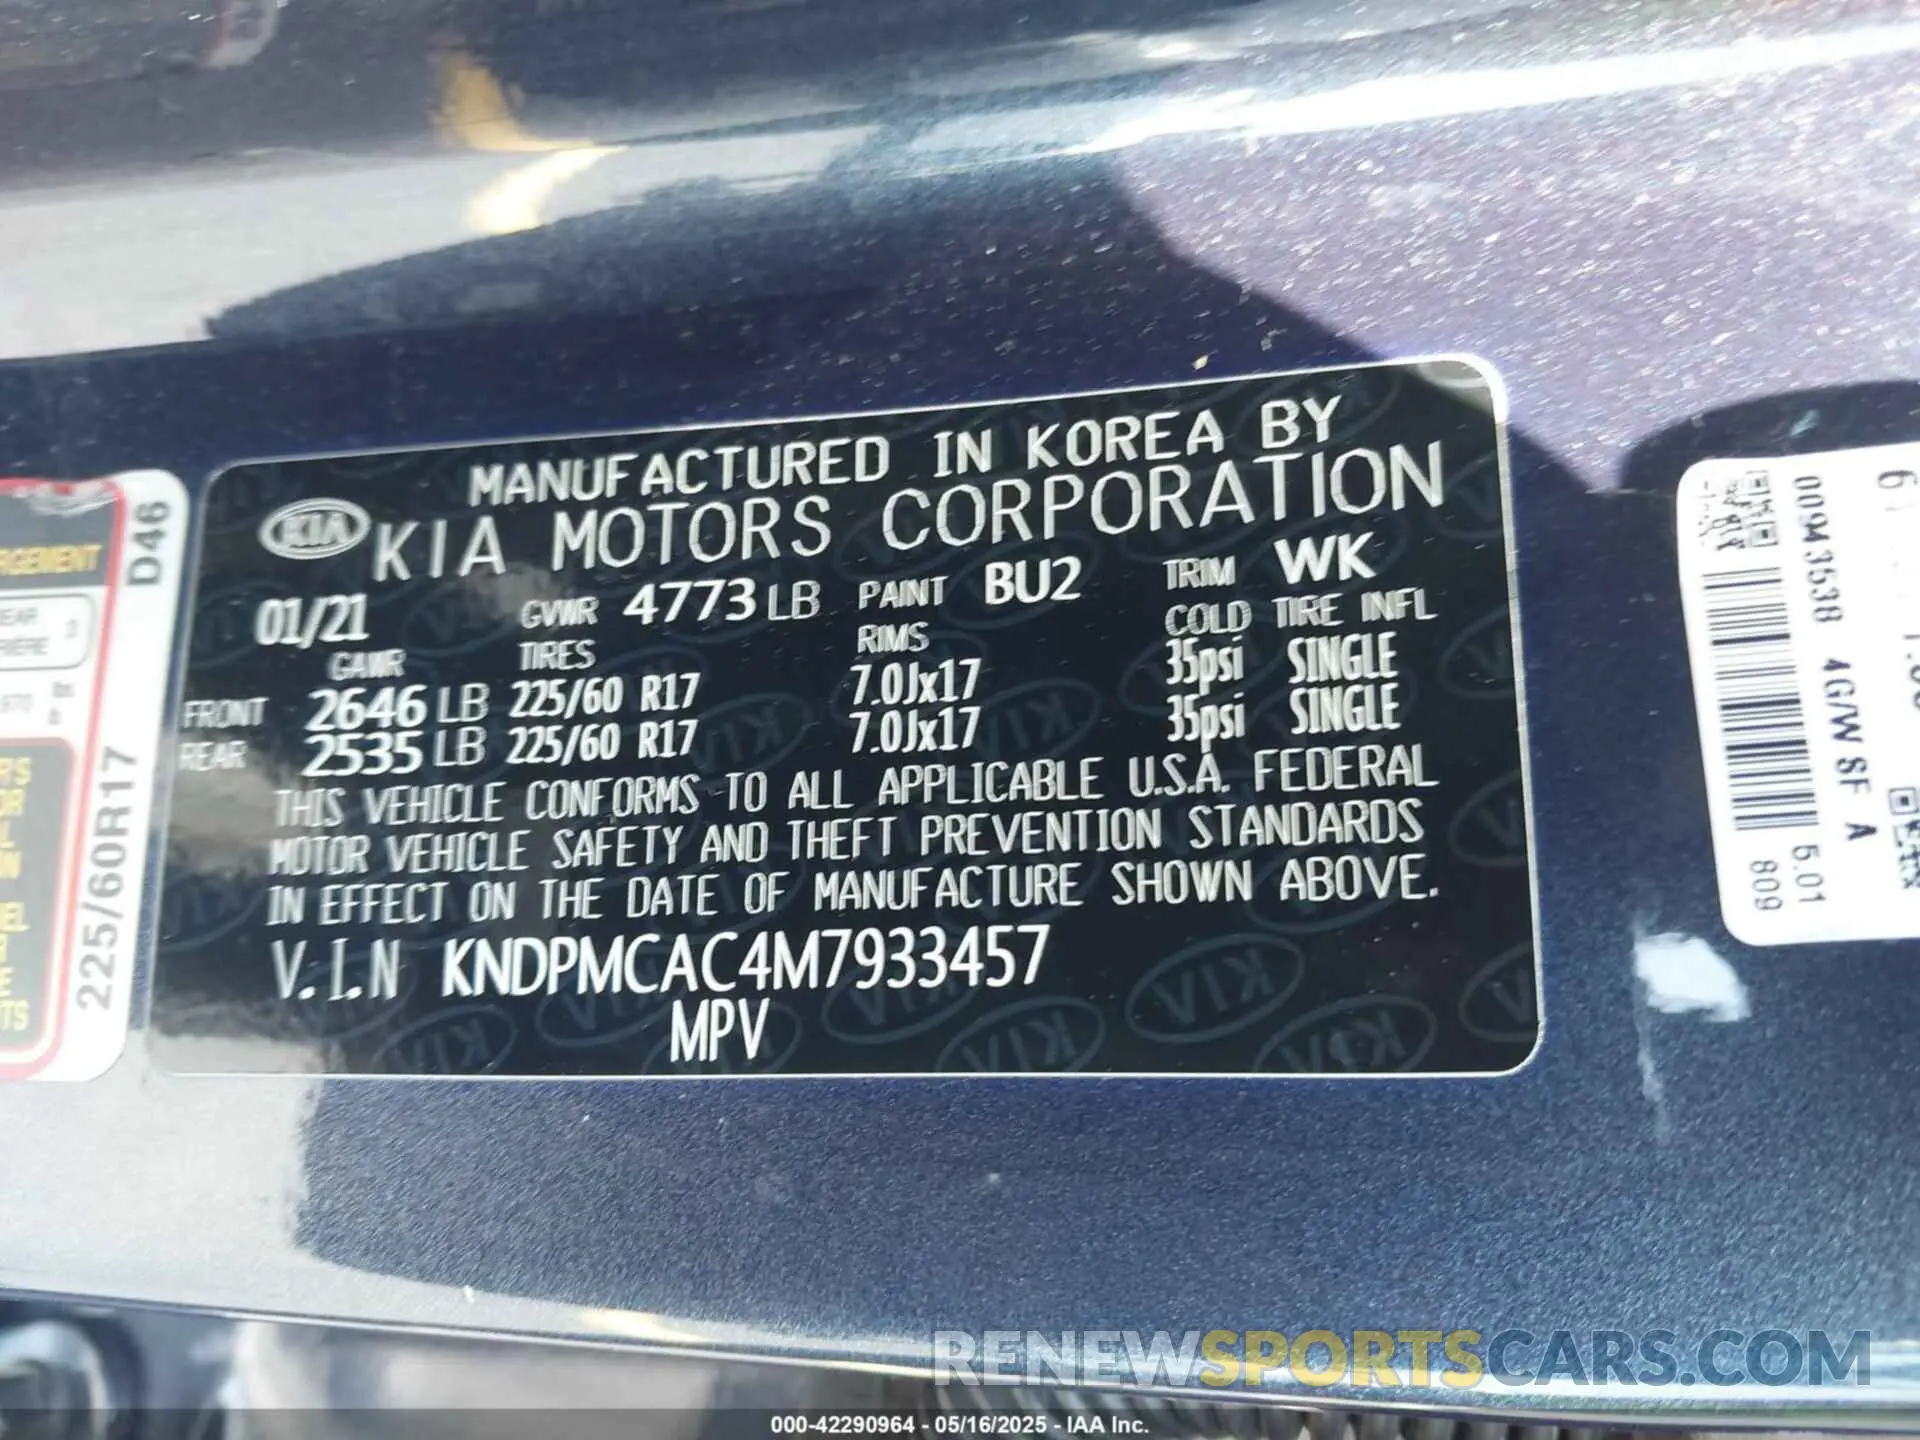 MANUFACTURED IN KOREA BY
KIA KIA MOTORS CORPORATION
01/21 GVWR 4773 LB PAINT BU2 TRIM WK
GAWR TIRES RIMS COLD TIRE INFL
FRONT 2646 LB 225/60 R17 7.0Jx17 35psi SINGLE
REAR 2535 LB 225/60 R17 7.0Jx17 35psi SINGLE
THIS VEHICLE CONFORMS TO ALL APPLICABLE U.S.A. FEDERAL
MOTOR VEHICLE SAFETY AND THEFT PREVENTION STANDARDS
IN EFFECT ON THE DATE OF MANUFACTURE SHOWN ABOVE.
V.I.N KNDPMCAC4M7933457
MPV
225/60R17 D46
00943538 4G/W 8F A
5.01
809
RENEWSPORTSCARS.COM
000-42290964 - 05/16/2025 - IAA Inc.